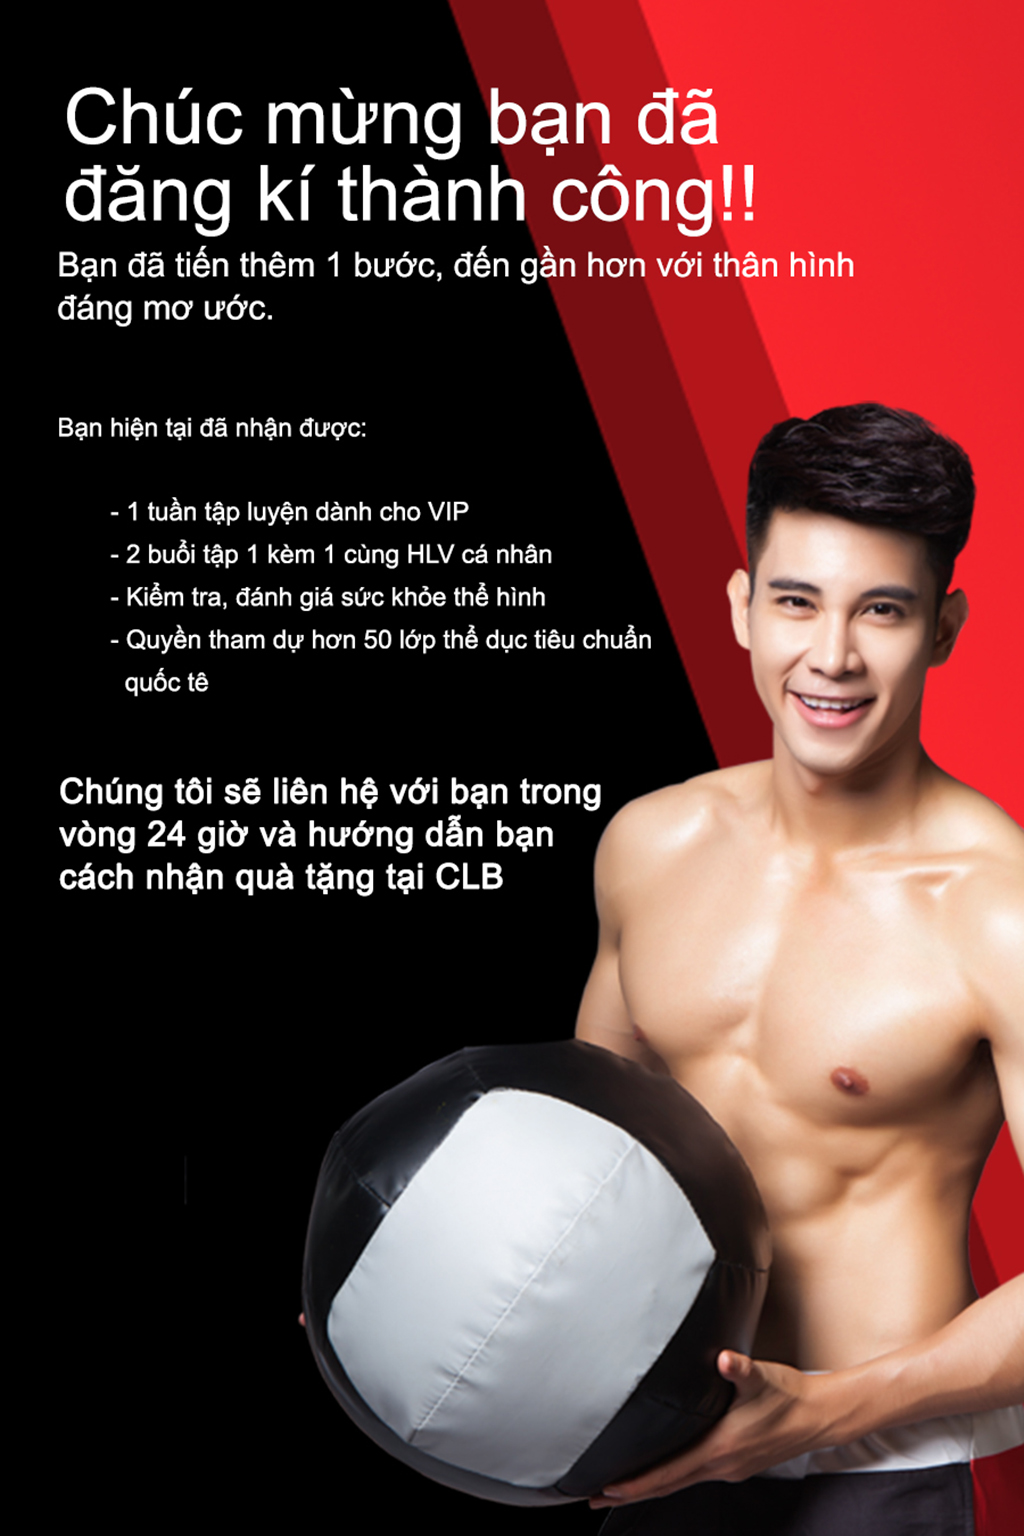 Chúc mừng bạn đã
đăng kí thành công!!
Bạn đã tiến thêm 1 bước, đến gần hơn với thân hình
đáng mơ ước.
Bạn hiện tại đã nhận được:
- 1 tuần tập luyện dành cho VIP
- 2 buổi tập 1 kèm 1 cùng HLV cá nhân
- Kiểm tra, đánh giá sức khỏe thể hình
- Quyền tham dự hơn 50 lớp thể dục tiêu chuẩn
quốc tê
Chúng tôi sẽ liên hệ với bạn trong
vòng 24 giờ và hướng dẫn bạn
cách nhận quà tặng tại CLB